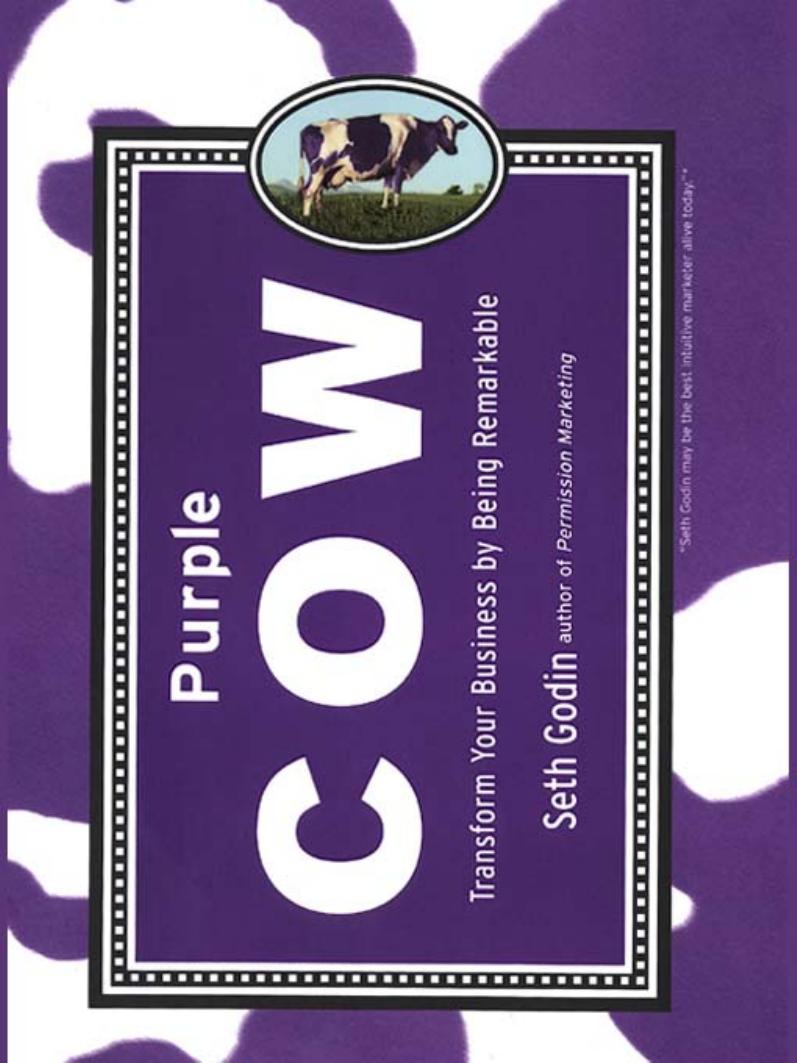 Purple
COW
Transform Your Business by Being Remarkable
Seth Godin author of Permission Marketing
"Seth Godin may be the best intuitive marketer alive today."*